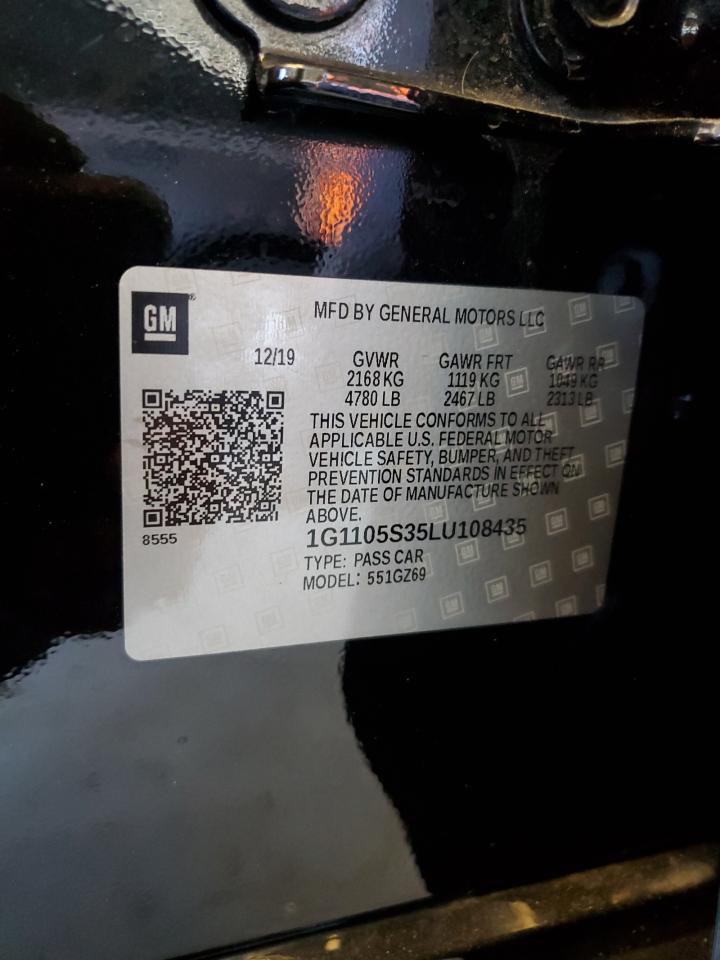 GM
MFD BY GENERAL MOTORS LLC
12/19 GVWR GAWR FRT GAWR RR
2168 KG 1119 KG 1049 KG
4780 LB 2467 LB 2313 LB
THIS VEHICLE CONFORMS TO ALL
APPLICABLE U.S. FEDERAL MOTOR
VEHICLE SAFETY, BUMPER, AND THEFT
PREVENTION STANDARDS IN EFFECT ON
THE DATE OF MANUFACTURE SHOWN
ABOVE.
8555
1G1105S35LU108435
TYPE: PASS CAR
MODEL: 551GZ69